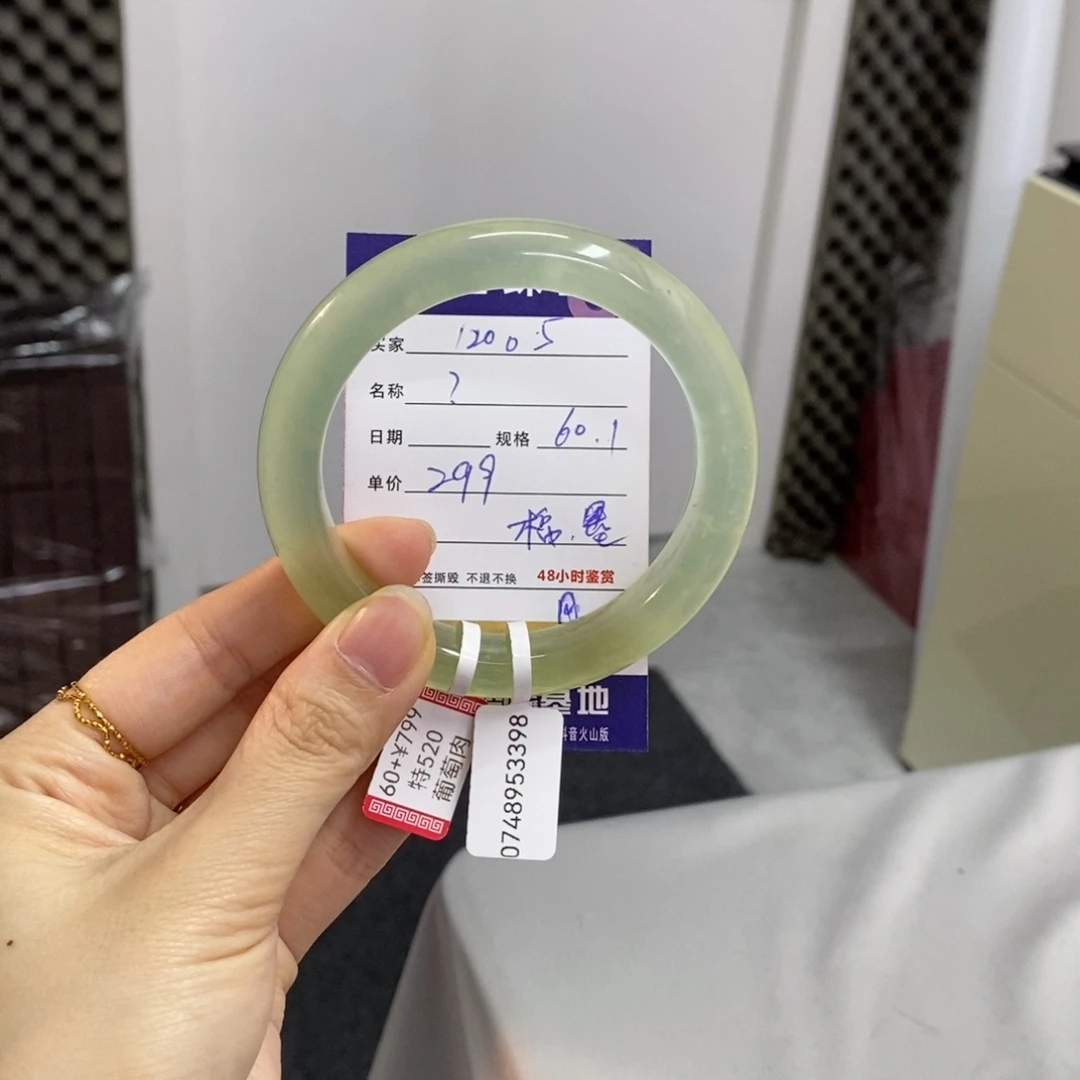 买家 12005
名称 ?
日期 规格 60.1
单价 299
签撕毁 不退不换 48小时鉴赏
基地
抖音火山版
60+¥799
特520
葡萄肉
0748953398